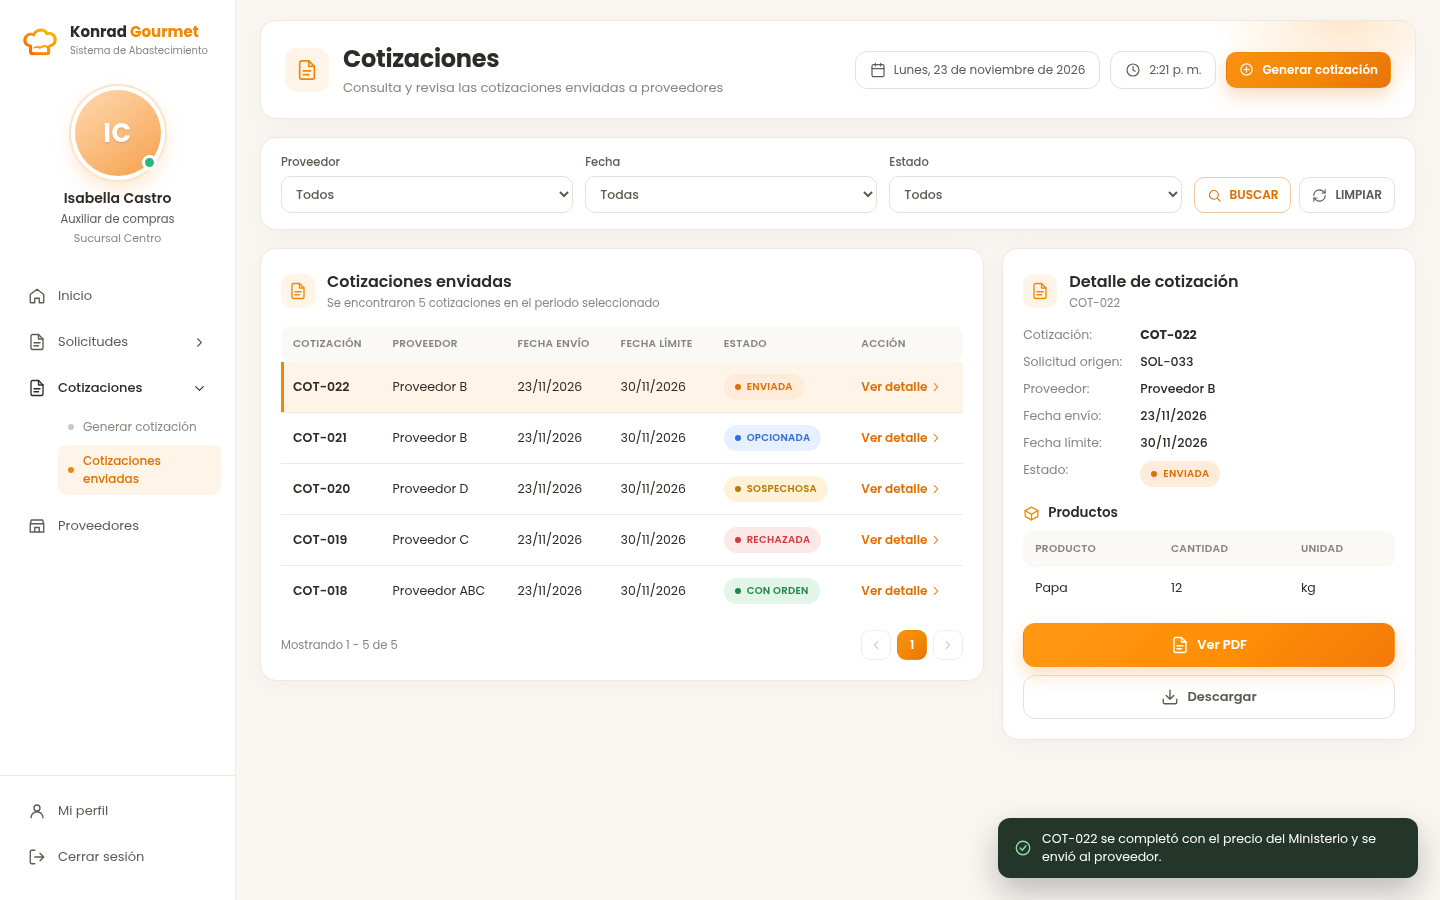 Konrad Gourmet
Sistema de Abastecimiento
IC
Isabella Castro
Auxiliar de compras
Sucursal Centro
Inicio
Solicitudes
Cotizaciones
Generar cotización
Cotizaciones
enviadas
Proveedores
Mi perfil
Cerrar sesión
Cotizaciones
Consulta y revisa las cotizaciones enviadas a proveedores
Lunes, 23 de noviembre de 2026
2:21 p. m.
Generar cotización
Proveedor
Todos
Fecha
Todas
Estado
Todos
BUSCAR
LIMPIAR
Cotizaciones enviadas
Se encontraron 5 cotizaciones en el periodo seleccionado
COTIZACIÓN PROVEEDOR FECHA ENVÍO FECHA LÍMITE ESTADO ACCIÓN
COT-022 Proveedor B 23/11/2026 30/11/2026 ENVIADA Ver detalle
COT-021 Proveedor B 23/11/2026 30/11/2026 OPCIONADA Ver detalle
COT-020 Proveedor D 23/11/2026 30/11/2026 SOSPECHOSA Ver detalle
COT-019 Proveedor C 23/11/2026 30/11/2026 RECHAZADA Ver detalle
COT-018 Proveedor ABC 23/11/2026 30/11/2026 CON ORDEN Ver detalle
Mostrando 1 - 5 de 5
1
Detalle de cotización
COT-022
Cotización: COT-022
Solicitud origen: SOL-033
Proveedor: Proveedor B
Fecha envío: 23/11/2026
Fecha límite: 30/11/2026
Estado: ENVIADA
Productos
PRODUCTO CANTIDAD UNIDAD
Papa 12 kg
Ver PDF
Descargar
COT-022 se completó con el precio del Ministerio y se
envió al proveedor.